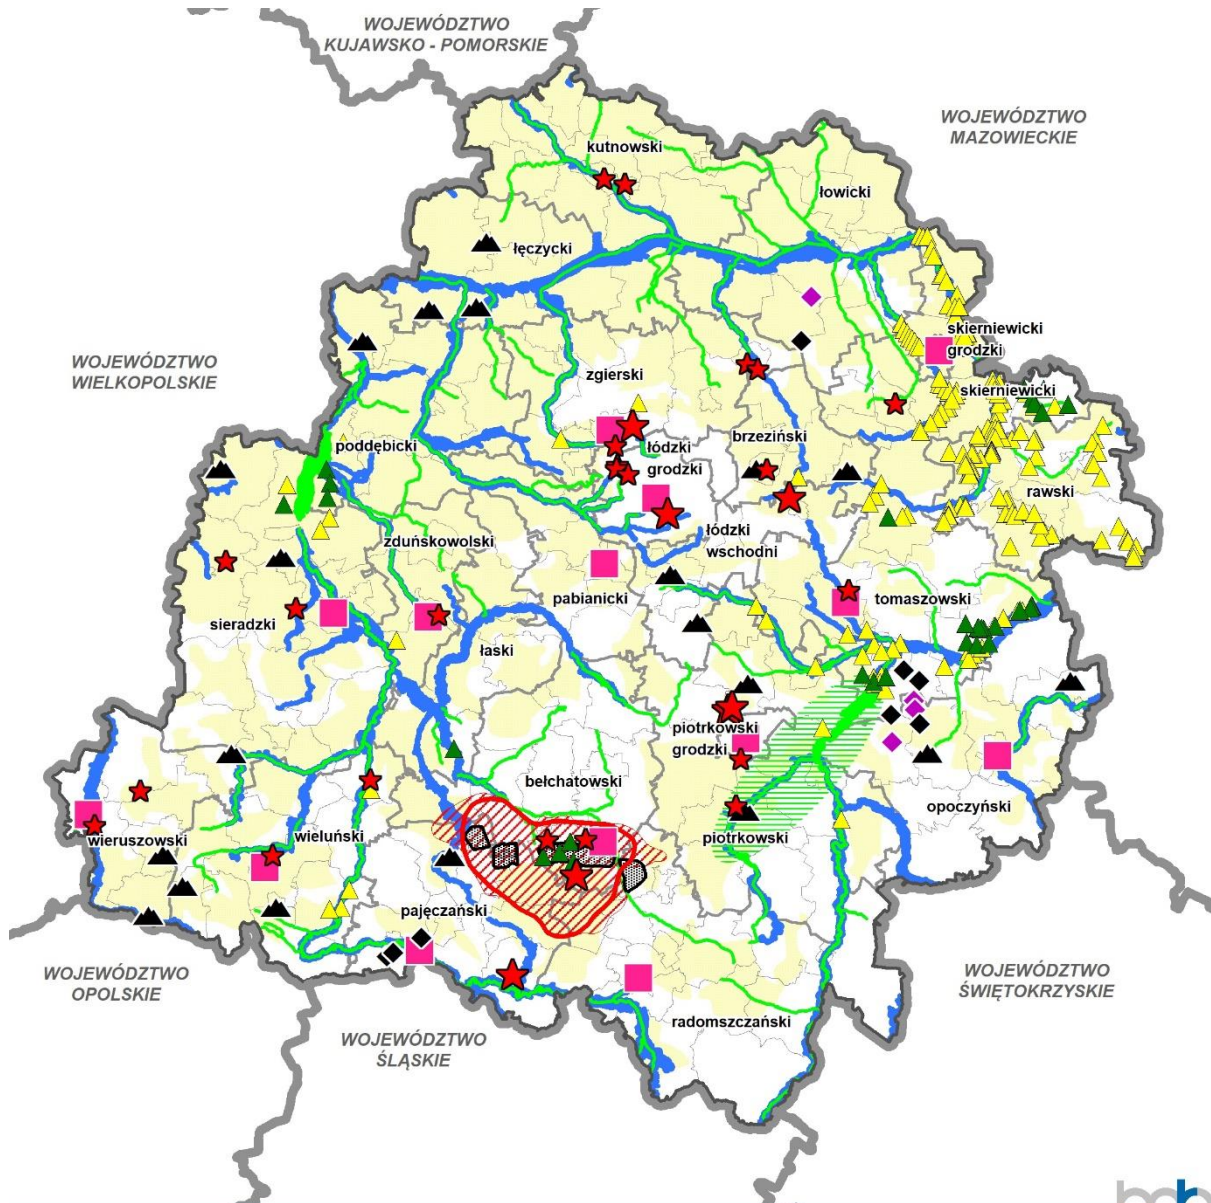 WOJEWÓDZTWO
KUJAWSKO - POMORSKIE
WOJEWÓDZTWO
MAZOWIECKIE
kutnowski
łowicki
łęczycki
skierniewicki
grodzki
WOJEWÓDZTWO
WIELKOPOLSKIE
zgierski
skierniewicki
brzeziński
poddębicki
łódzki
grodzki
rawski
łódzki
wschodni
zduńskowolski
pabianicki
tomaszowski
sieradzki
łaski
piotrkowski
grodzki
bełchatowski
opoczyński
wieruszowski
wieluński
piotrkowski
pajęczański
WOJEWÓDZTWO
OPOLSKIE
WOJEWÓDZTWO
ŚWIĘTOKRZYSKIE
radomszczański
WOJEWÓDZTWO
ŚLĄSKIE